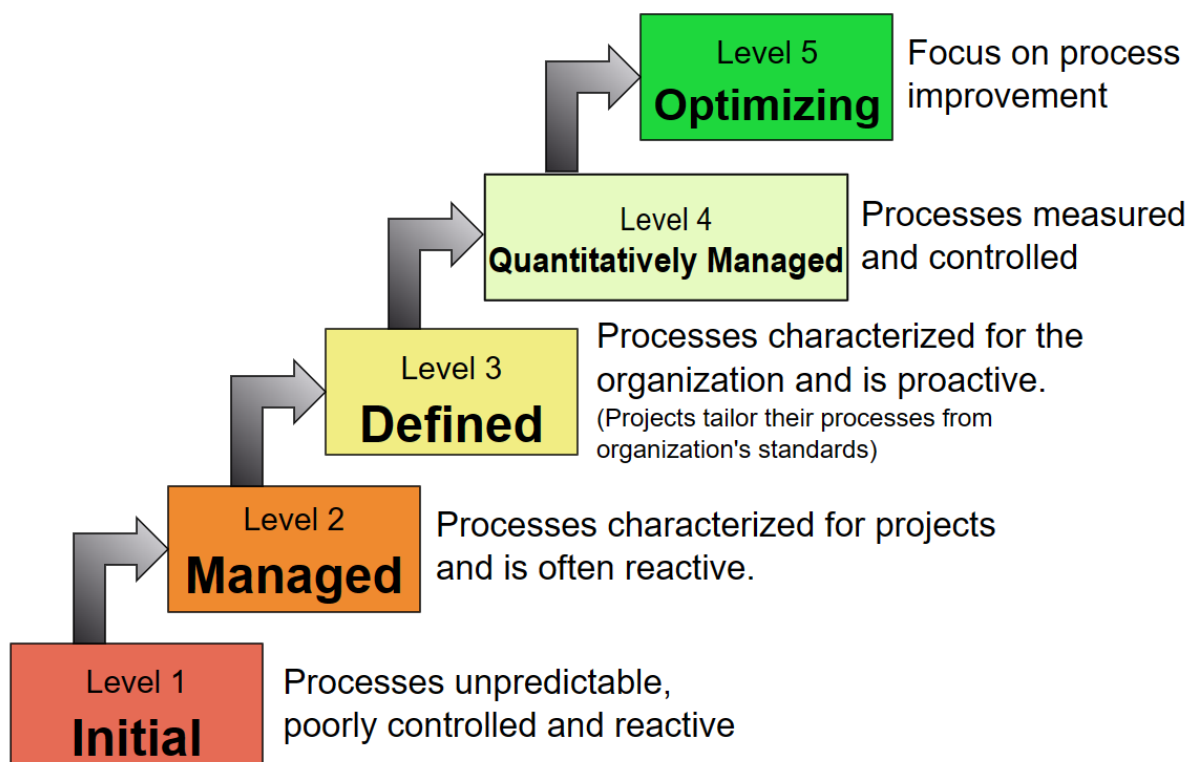 Level 5
Optimizing
Focus on process
improvement
Level 4
Quantitatively Managed
Processes measured
and controlled
Level 3
Defined
Processes characterized for the
organization and is proactive.
(Projects tailor their processes from
organization's standards)
Level 2
Managed
Processes characterized for projects
and is often reactive.
Level 1
Initial
Processes unpredictable,
poorly controlled and reactive